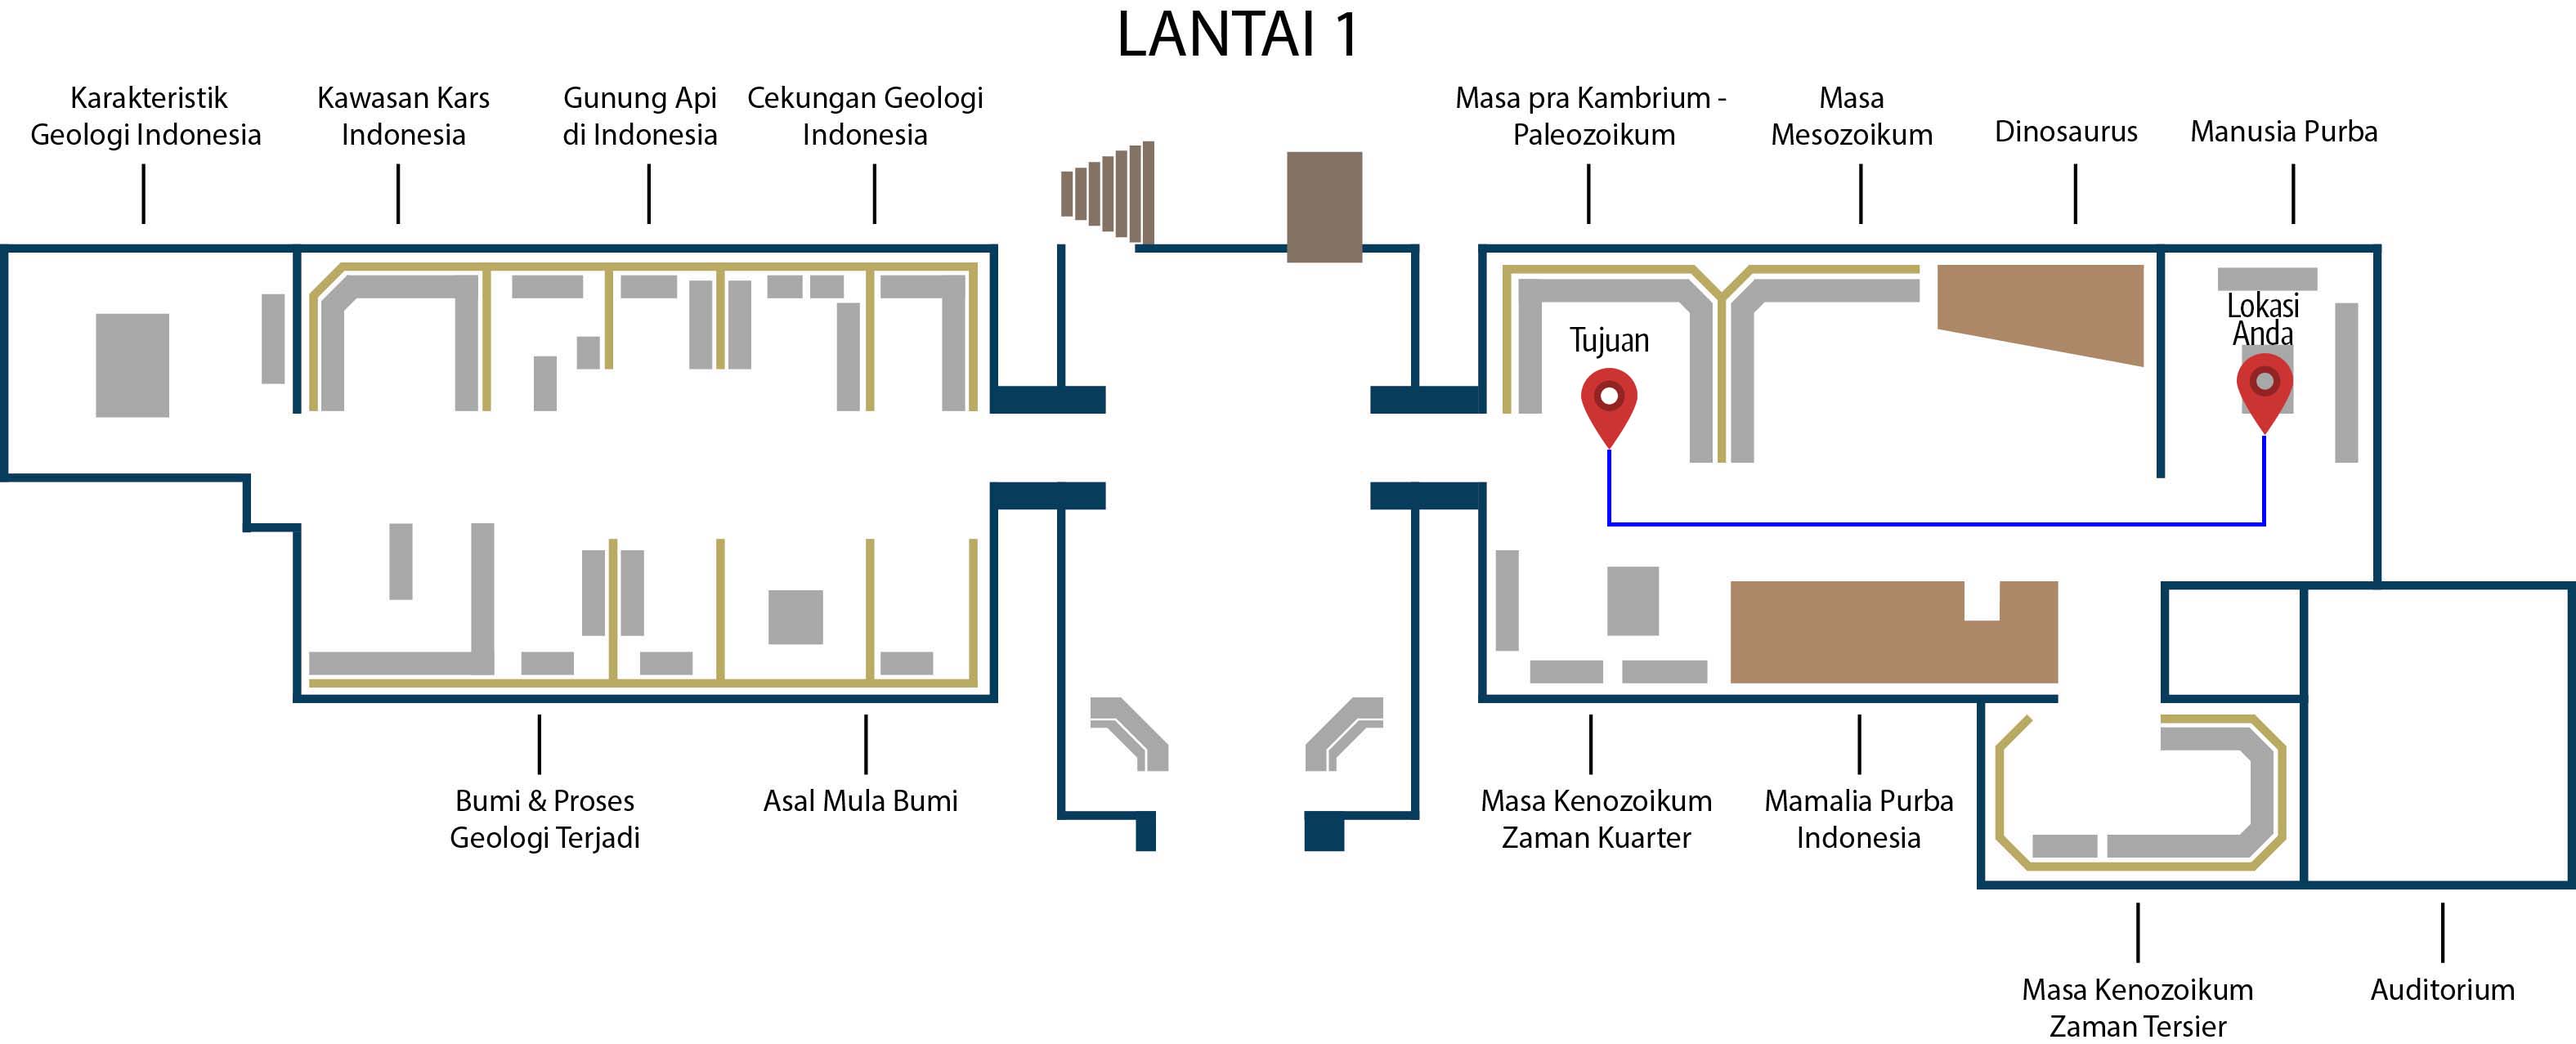 LANTAI 1
Karakteristik
Geologi Indonesia
Kawasan Kars
Indonesia
Gunung Api
di Indonesia
Cekungan Geologi
Indonesia
Masa pra Kambrium -
Paleozoikum
Masa
Mesozoikum
Dinosaurus
Manusia Purba
Lokasi
Anda
Tujuan
Bumi & Proses
Geologi Terjadi
Asal Mula Bumi
Masa Kenozoikum
Zaman Kuarter
Mamalia Purba
Indonesia
Masa Kenozoikum
Zaman Tersier
Auditorium